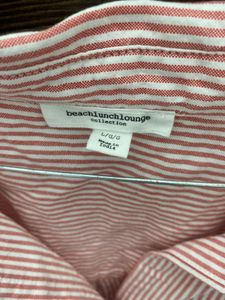 beachlunchlounge
collection
L/G/G
Made in
India